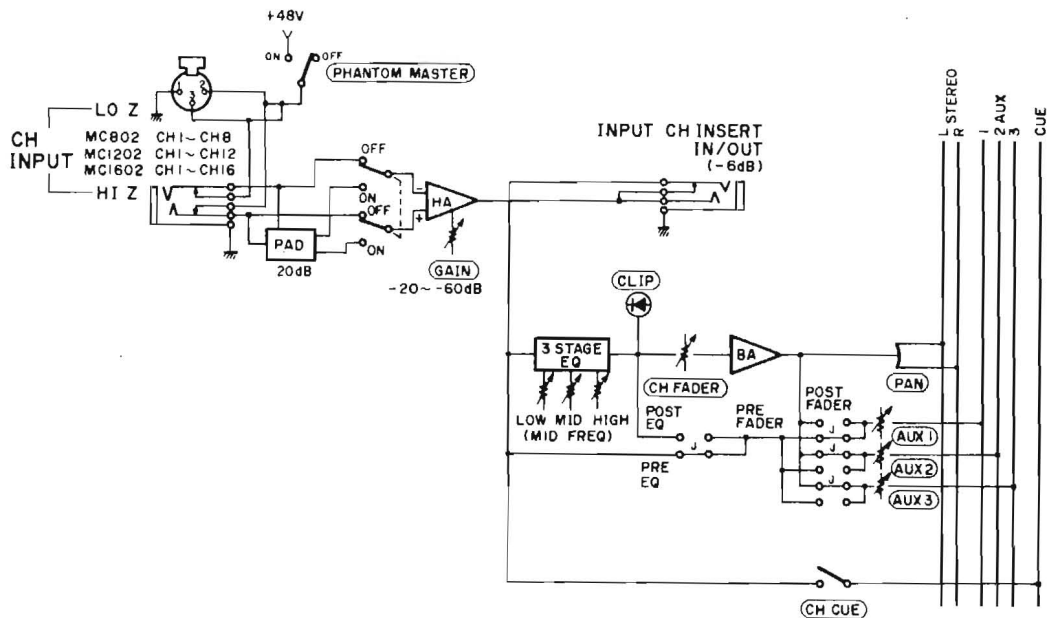 +48V
ON
OFF
PHANTOM MASTER
1
2
3
LO Z
CH
INPUT
MC802 CH1~CH8
MC1202 CH1~CH12
MC1602 CH1~CH16
HI Z
OFF
ON
OFF
ON
PAD
20dB
-
+
HA
GAIN
-20~-60dB
INPUT CH INSERT
IN/OUT
(-6dB)
L STEREO
R
1
2 AUX
3
CUE
CLIP
3 STAGE
EQ
LOW MID HIGH
(MID FREQ)
CH FADER
BA
PAN
POST
EQ
PRE
FADER
POST
FADER
J
PRE
EQ
J
J
J
AUX 1
AUX2
AUX3
CH CUE